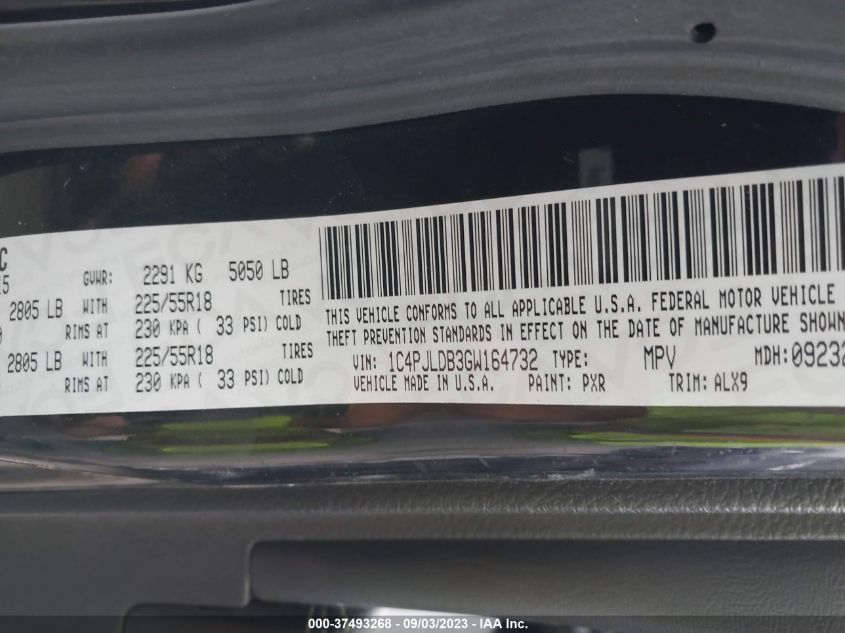 C
GVWR: 2291 KG 5050 LB
2805 LB WITH 225/55R18 TIRES
RIMS AT 230 KPA ( 33 PSI) COLD
2805 LB WITH 225/55R18 TIRES
RIMS AT 230 KPA ( 33 PSI) COLD
THIS VEHICLE CONFORMS TO ALL APPLICABLE U.S.A. FEDERAL MOTOR VEHICLE
THEFT PREVENTION STANDARDS IN EFFECT ON THE DATE OF MANUFACTURE SHOWN
VIN: 1C4PJLDB3GW164732 TYPE: MPV MDH:09232
VEHICLE MADE IN U.S.A. PAINT: PXR TRIM: ALX9
000-37493268 - 09/03/2023 - IAA Inc.